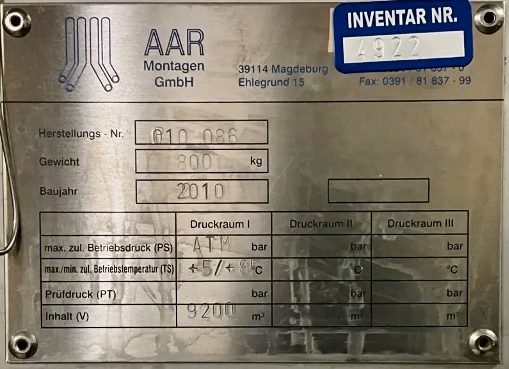 AAR
Montagen
GmbH
39114 Magdeburg
Ehlegrund 15
Fax: 0391 / 81 837 - 99
INVENTAR NR.
4922
Herstellungs - Nr. 010 086
Gewicht 800 kg
Baujahr 2010
Druckraum I Druckraum II Druckraum III
max. zul. Betriebsdruck (PS) ATM bar bar bar
max./min. zul. Betriebstemperatur (TS) +5/+95 °C °C °C
Prüfdruck (PT) bar bar bar
Inhalt (V) 9200 m³ m³ m³